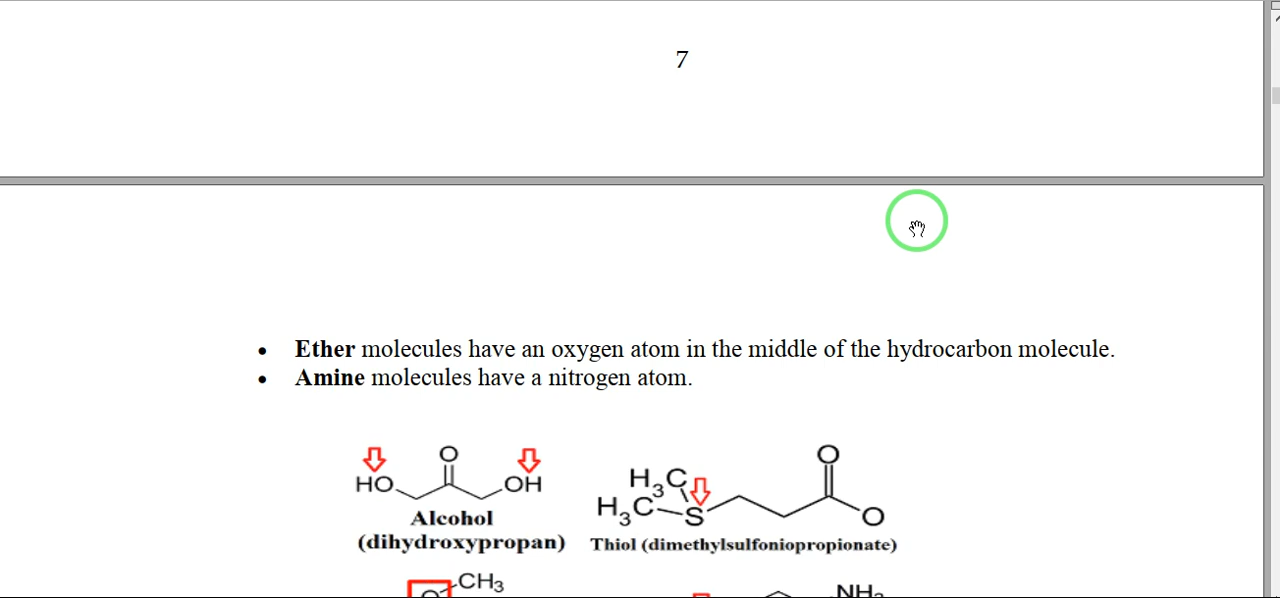 7
• Ether molecules have an oxygen atom in the middle of the hydrocarbon molecule.
• Amine molecules have a nitrogen atom.
O
HO OH
Alcohol
(dihydroxypropan)
H3C O
H3C S O
Thiol (dimethylsulfoniopropionate)
CH3
NH2